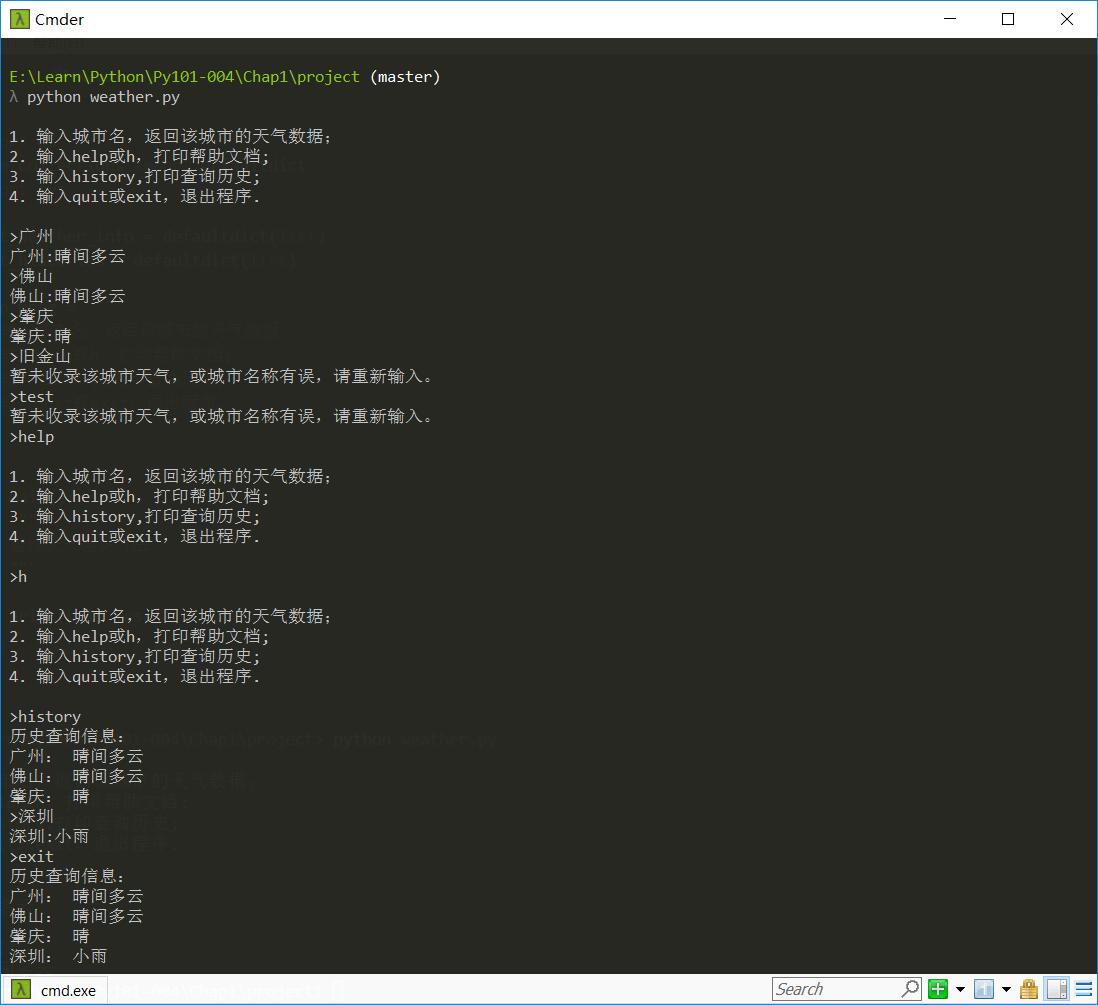 Cmder
E:\Learn\Python\Py101-004\Chap1\project (master)
λ python weather.py
1. 输入城市名，返回该城市的天气数据；
2. 输入help或h，打印帮助文档；
3. 输入history,打印查询历史；
4. 输入quit或exit，退出程序.
>广州
广州:晴间多云
>佛山
佛山:晴间多云
>肇庆
肇庆:晴
>旧金山
暂未收录该城市天气，或城市名称有误，请重新输入。
>test
暂未收录该城市天气，或城市名称有误，请重新输入。
>help
1. 输入城市名，返回该城市的天气数据；
2. 输入help或h，打印帮助文档；
3. 输入history,打印查询历史；
4. 输入quit或exit，退出程序.
>h
1. 输入城市名，返回该城市的天气数据；
2. 输入help或h，打印帮助文档；
3. 输入history,打印查询历史；
4. 输入quit或exit，退出程序.
>history
历史查询信息：
广州： 晴间多云
佛山： 晴间多云
肇庆： 晴
>深圳
深圳:小雨
>exit
历史查询信息：
广州： 晴间多云
佛山： 晴间多云
肇庆： 晴
深圳： 小雨
cmd.exe
Search